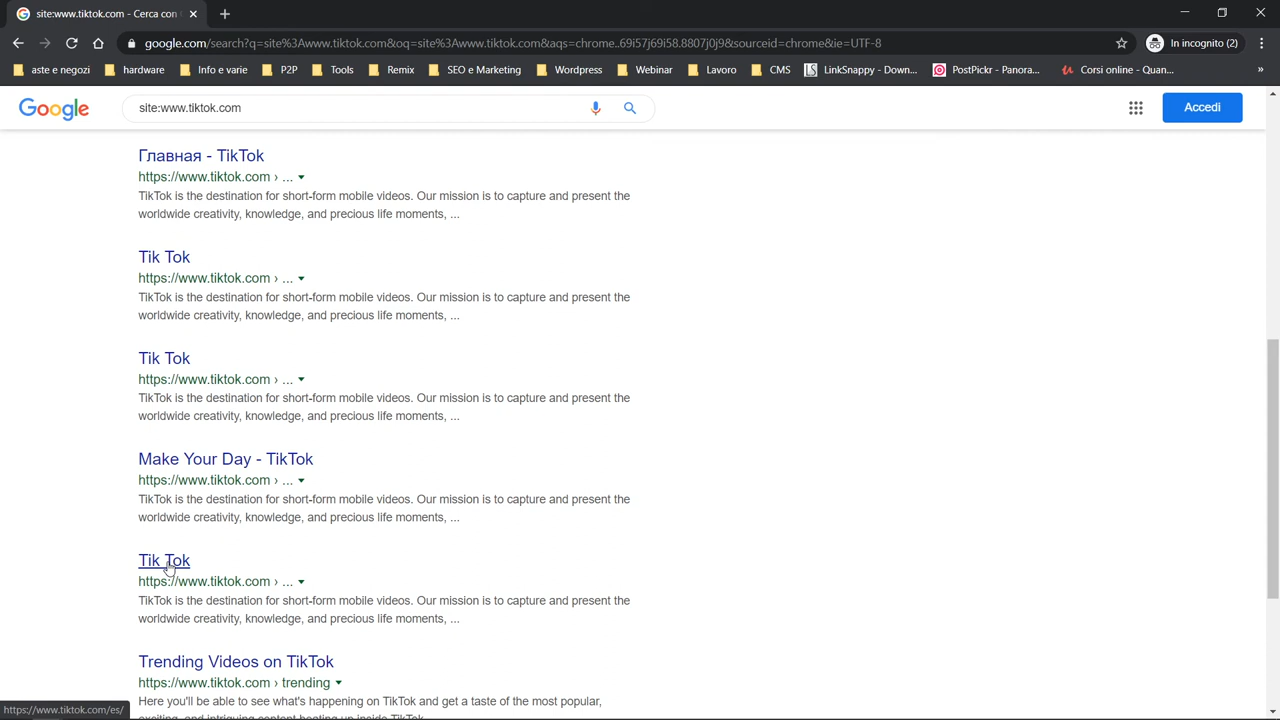 site:www.tiktok.com - Cerca con
google.com/search?q=site%3Awww.tiktok.com&oq=site%3Awww.tiktok.com&aqs=chrome..69i57j69i58.8807j0j9&sourceid=chrome&ie=UTF-8
In incognito (2)
aste e negozi hardware Info e varie P2P Tools Remix SEO e Marketing Wordpress Webinar Lavoro CMS LinkSnappy - Down... PostPickr - Panora... Corsi online - Quan... »
Google site:www.tiktok.com Accedi
Главная - TikTok
https://www.tiktok.com › ...
TikTok is the destination for short-form mobile videos. Our mission is to capture and present the
worldwide creativity, knowledge, and precious life moments, ...
Tik Tok
https://www.tiktok.com › ...
TikTok is the destination for short-form mobile videos. Our mission is to capture and present the
worldwide creativity, knowledge, and precious life moments, ...
Tik Tok
https://www.tiktok.com › ...
TikTok is the destination for short-form mobile videos. Our mission is to capture and present the
worldwide creativity, knowledge, and precious life moments, ...
Make Your Day - TikTok
https://www.tiktok.com › ...
TikTok is the destination for short-form mobile videos. Our mission is to capture and present the
worldwide creativity, knowledge, and precious life moments, ...
Tik Tok
https://www.tiktok.com › ...
TikTok is the destination for short-form mobile videos. Our mission is to capture and present the
worldwide creativity, knowledge, and precious life moments, ...
Trending Videos on TikTok
https://www.tiktok.com › trending
Here you'll be able to see what's happening on TikTok and get a taste of the most popular,
exciting, and intriguing content heating up inside TikTok.
https://www.tiktok.com/es/